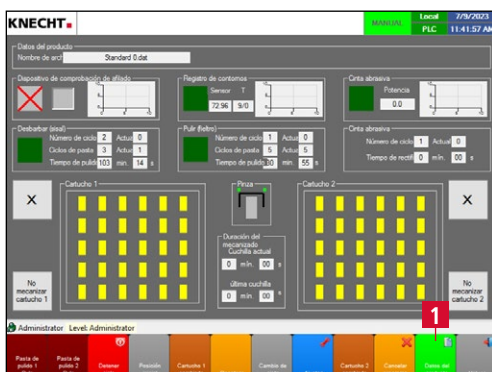 KNECHT
MANUAL
Local 7/9/2023
PLC 11:41:57 AM
Datos del producto
Nombre de arch Standard 0.dat
Dispositivo de comprobación de afilado
Registro de contornos
Sensor T
72.96 9/0
Cinta abrasiva
Potencia
0.0
Desbarbar (sisal)
Número de ciclo 2 Actua 0
Ciclos de pasta 3 Actua 1
Tiempo de pulido 103 min. 14 s
Pulir (fieltro)
Número de ciclo 1 Actua 0
Ciclos de pasta 5 Actua 5
Tiempo de pulido 30 min. 55 s
Cinta abrasiva
Número de ciclo 1 Actua 0
Tiempo de rectif 0 min. 00 s
X
Cartucho 1
Pinza
Cartucho 2
X
Duración del
mecanizado
Cuchilla actual
0 min. 00 s
última cuchilla
0 min. 00
No
mecanizar
cartucho 1
No
mecanizar
cartucho 2
Administrator Level: Administrator
1
Pasta de
pulido 1
Pasta de
pulido 2
Detener
Posición
Cartucho 1
Cambio de
Cartucho 2
Cancelar
Datos del